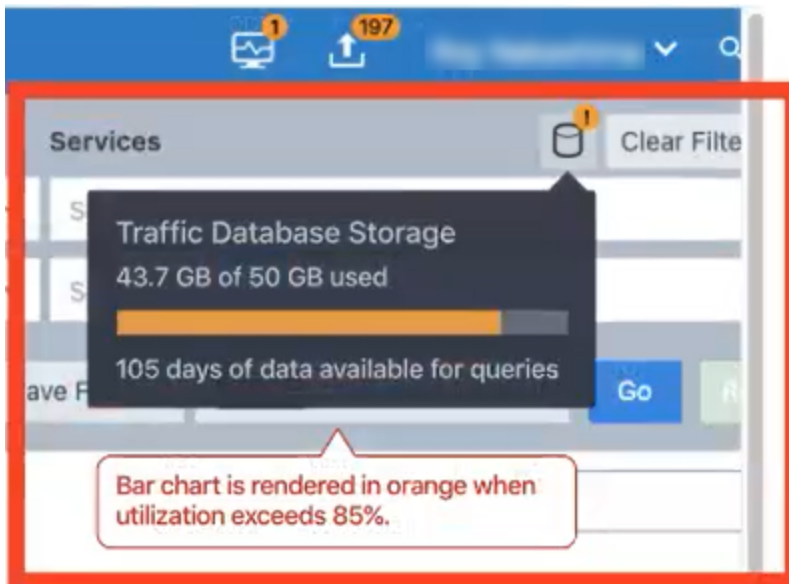 1
197
!
Services
Clear Filte
S
Traffic Database Storage
43.7 GB of 50 GB used
S
105 days of data available for queries
ave F
Go
R
Bar chart is rendered in orange when
utilization exceeds 85%.